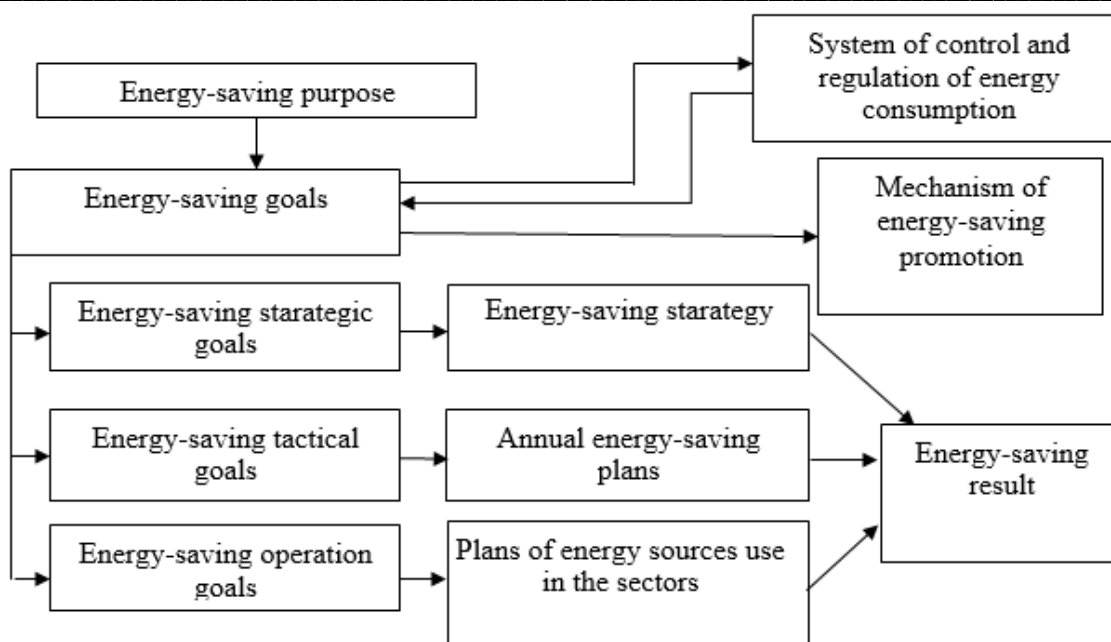 System of control and
regulation of energy
consumption
Energy-saving purpose
Energy-saving goals
Mechanism of
energy-saving
promotion
Energy-saving starategic
goals
Energy-saving starategy
Energy-saving tactical
goals
Annual energy-saving
plans
Energy-saving
result
Energy-saving operation
goals
Plans of energy sources use
in the sectors